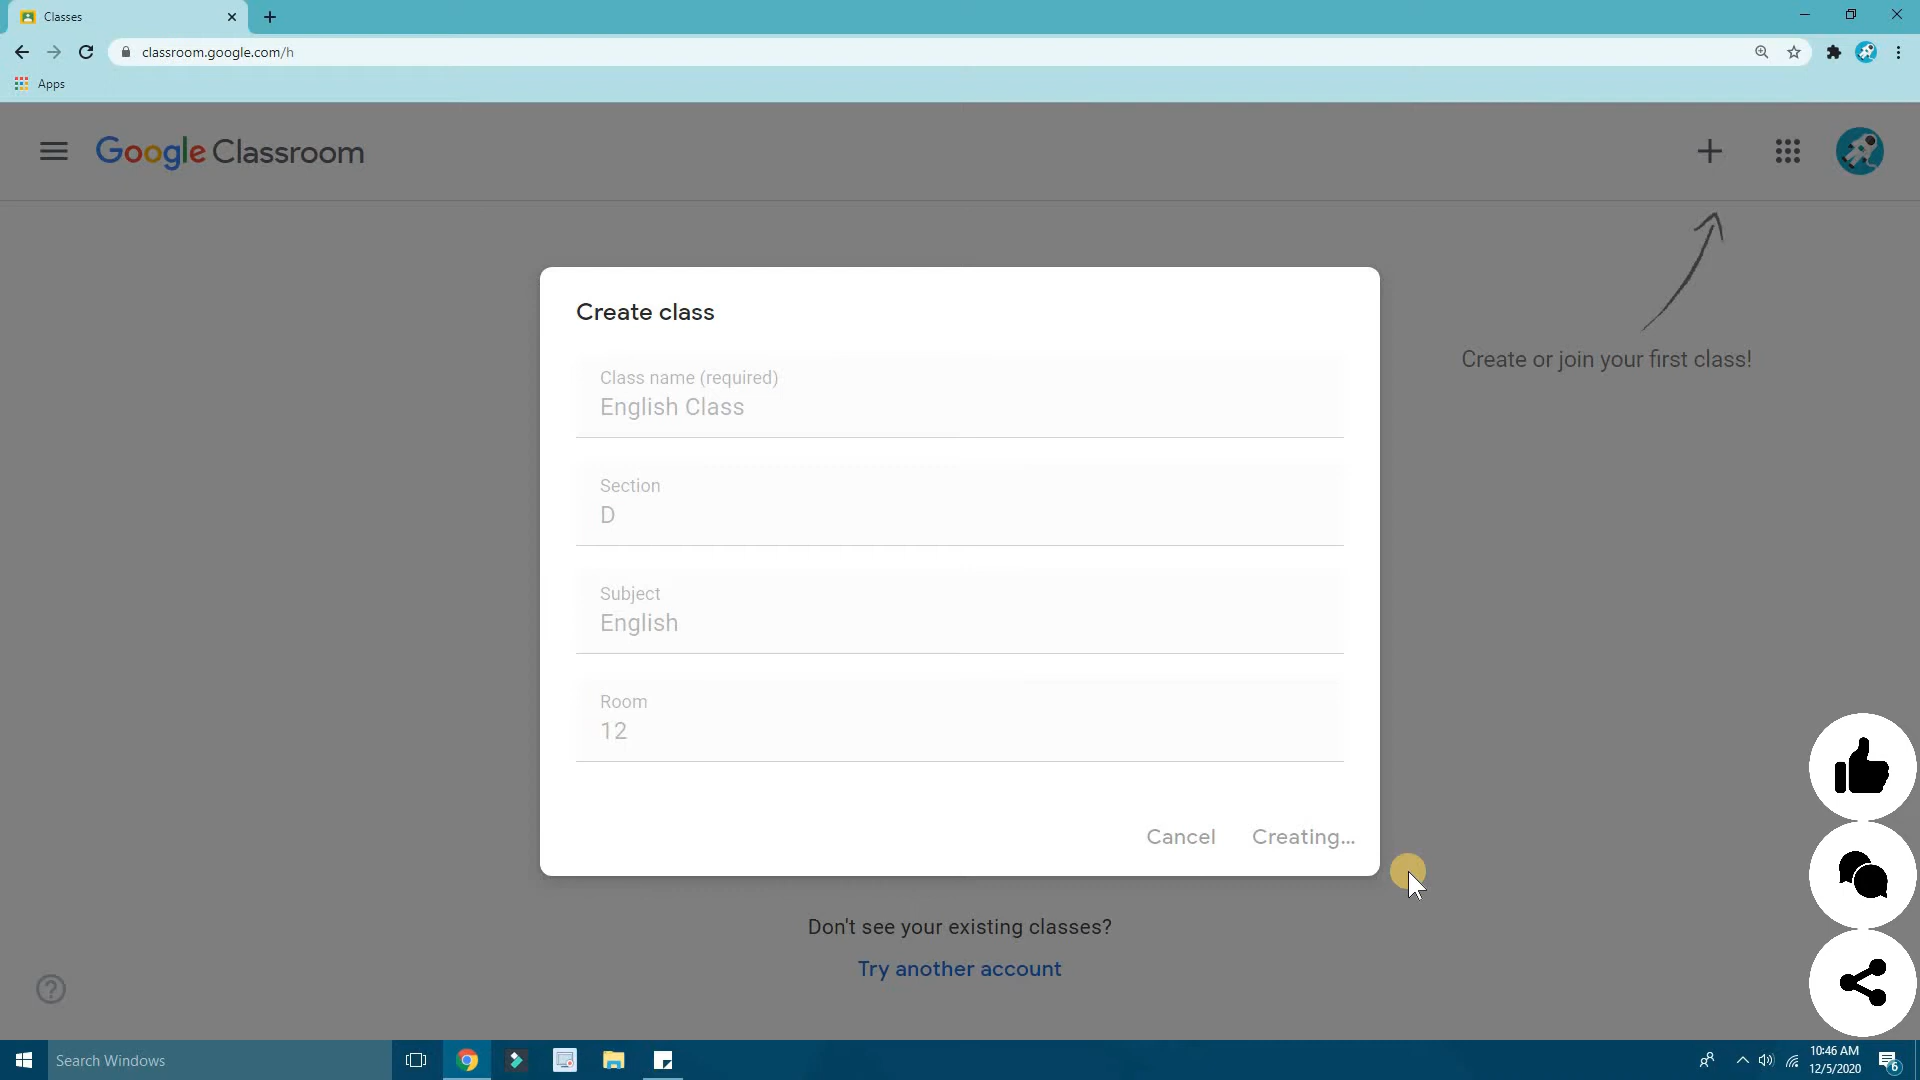 Classes
classroom.google.com/h
Apps
Google Classroom
Create or join your first class!
Create class
Class name (required)
English Class
Section
D
Subject
English
Room
12
Cancel
Creating...
Don't see your existing classes?
Try another account
Search Windows
10:46 AM
12/5/2020
6